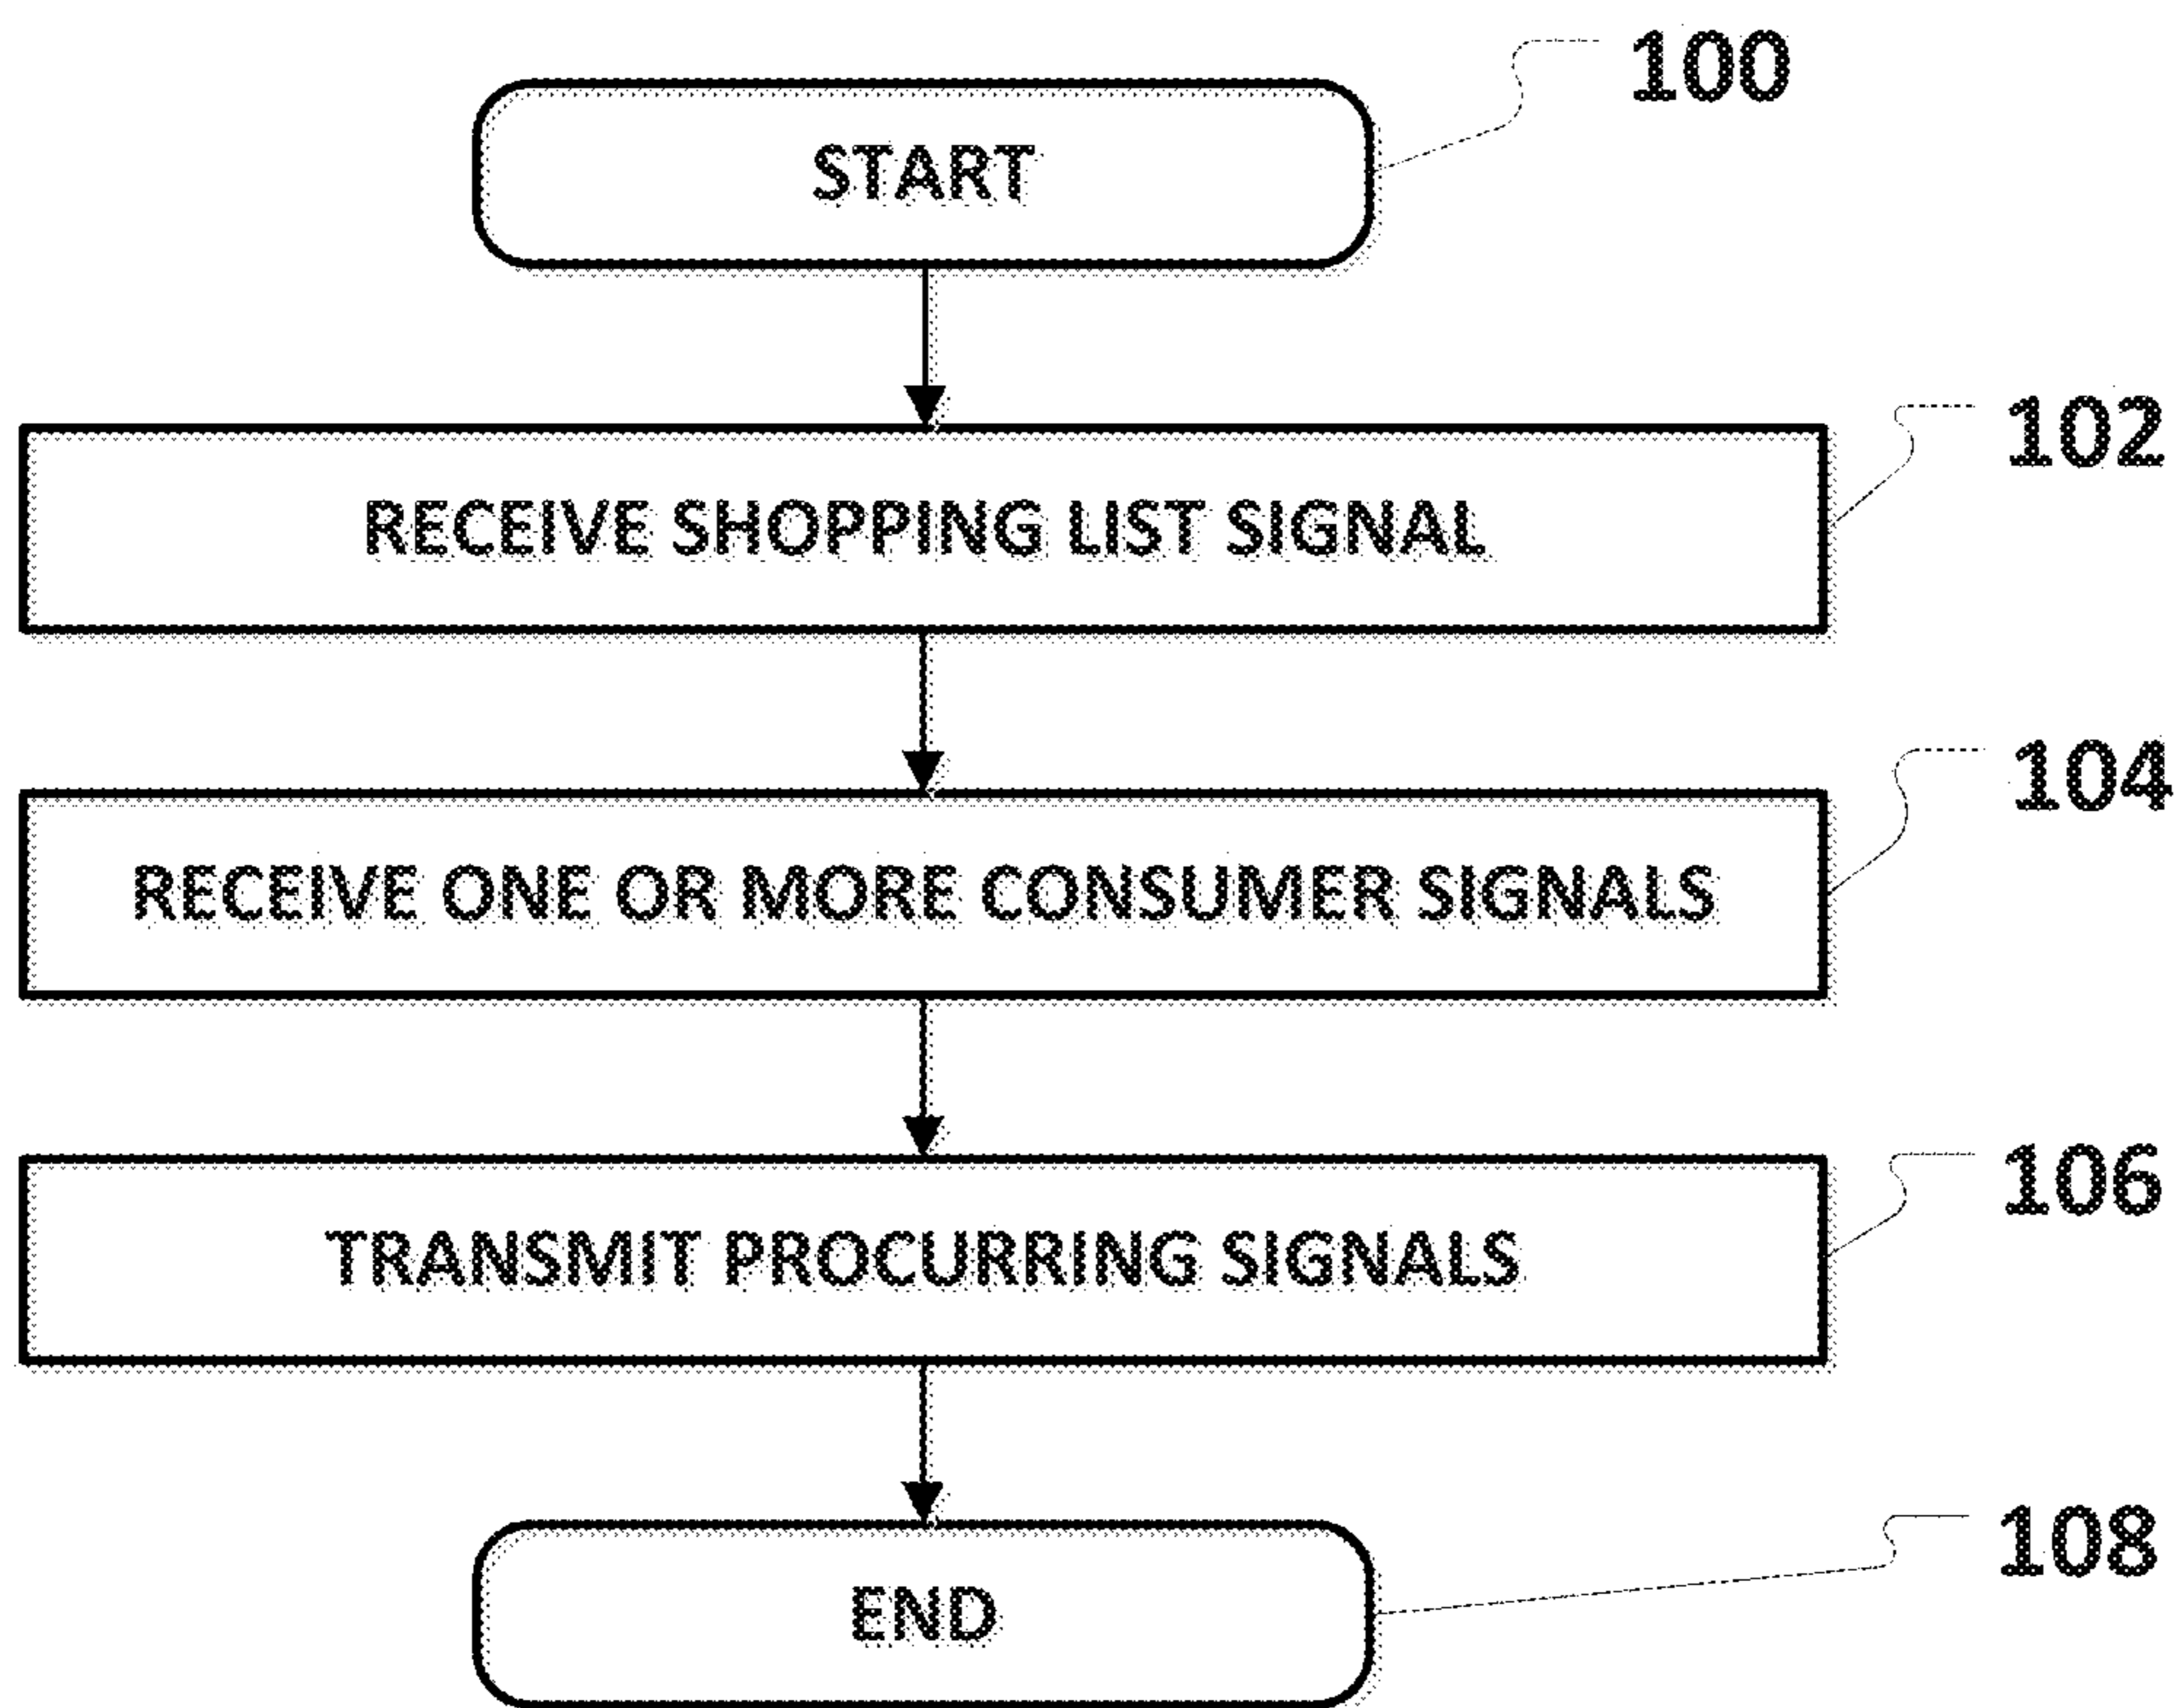 100
START
102
RECEIVE SHOPPING LIST SIGNAL
104
RECEIVE ONE OR MORE CONSUMER SIGNALS
106
TRANSMIT PROCURRING SIGNALS
108
END